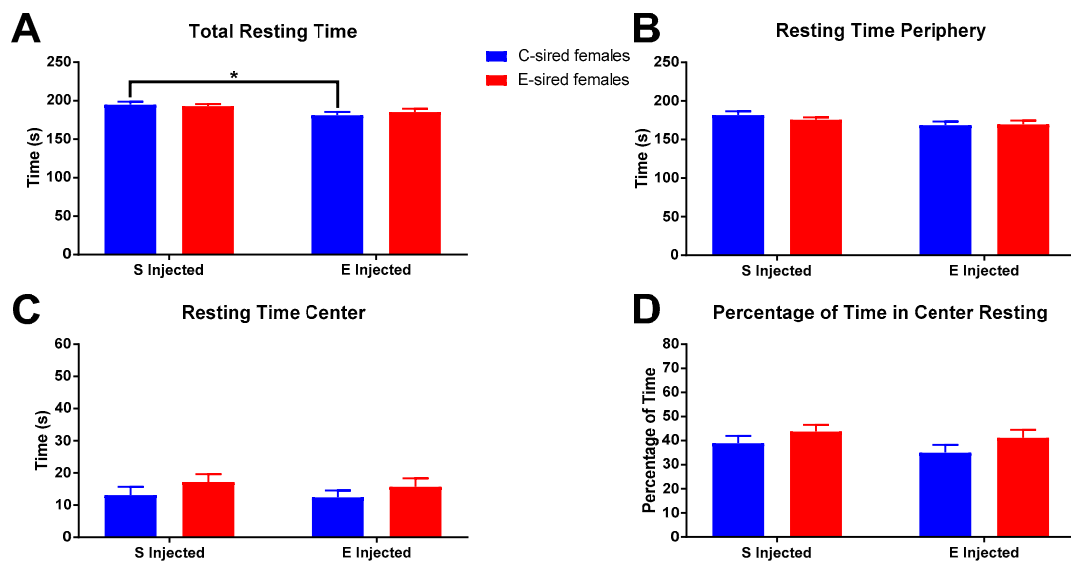 A
Total Resting Time
250
200
150
100
50
0
Time (s)
*
S Injected
E Injected
C-sired females
E-sired females
B
Resting Time Periphery
250
200
150
100
50
0
Time (s)
S Injected
E Injected
C
Resting Time Center
60
50
40
30
20
10
0
Time (s)
S Injected
E Injected
D
Percentage of Time in Center Resting
80
70
60
50
40
30
20
10
0
Percentage of Time
S Injected
E Injected